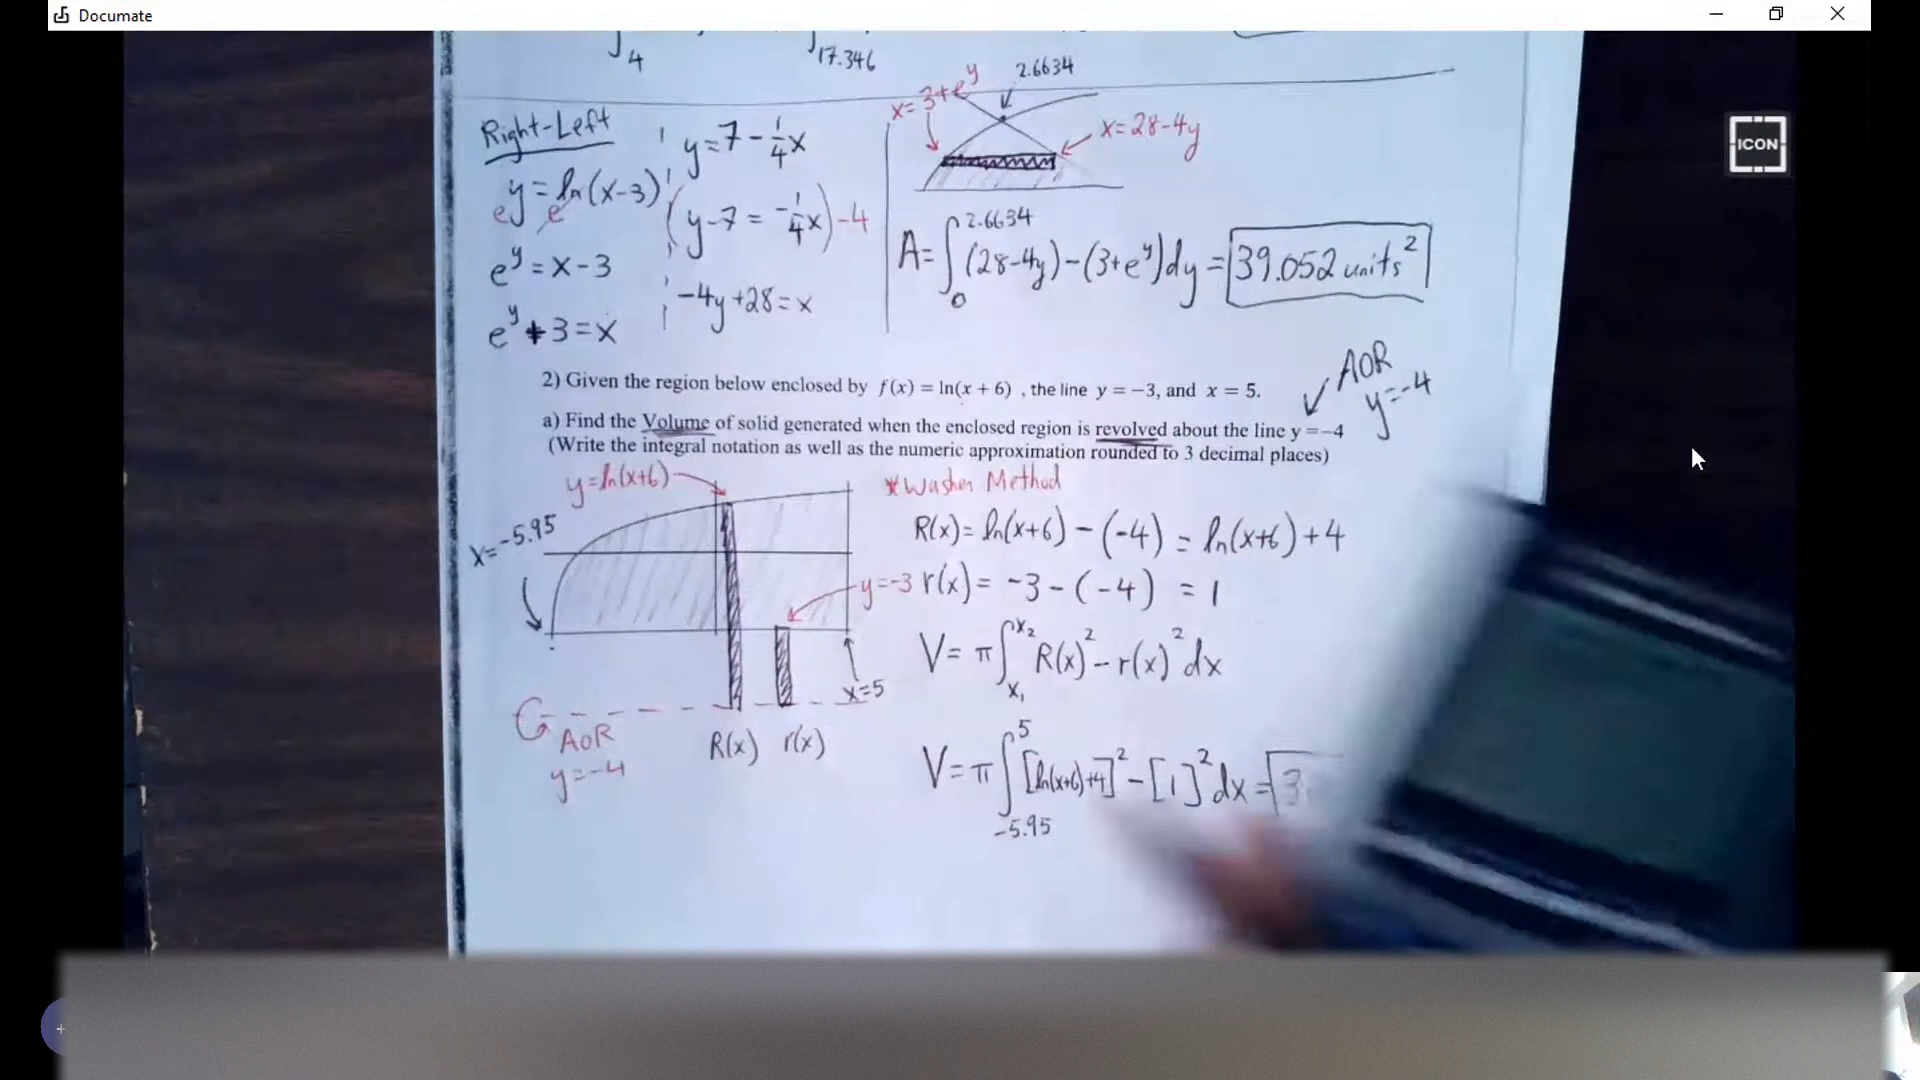 Documate
4
17.346
2.6634
x=3+e^y
x=28-4y
ICON
Right-Left
y=7-1/4x
y=ln(x-3)
e e
(y-7=-1/4x)-4
e^y=x-3
-4y+28=x
e^y+3=x
A=∫_0^2.6634 (28-4y)-(3+e^y)dy=39.052 units^2
AOR
y=-4
2) Given the region below enclosed by f(x) = ln(x + 6) , the line y = −3, and x = 5.
a) Find the Volume of solid generated when the enclosed region is revolved about the line y =−4
(Write the integral notation as well as the numeric approximation rounded to 3 decimal places)
y=ln(x+6)
*Washer Method
x=-5.95
R(x)=ln(x+6)-(-4)=ln(x+6)+4
y=-3
r(x)=-3-(-4)=1
V=π∫_x1^x2 R(x)^2-r(x)^2dx
x=5
AoR
y=-4
R(x) r(x)
V=π∫_-5.95^5 [ln(x+6)+4]^2-[1]^2dx=